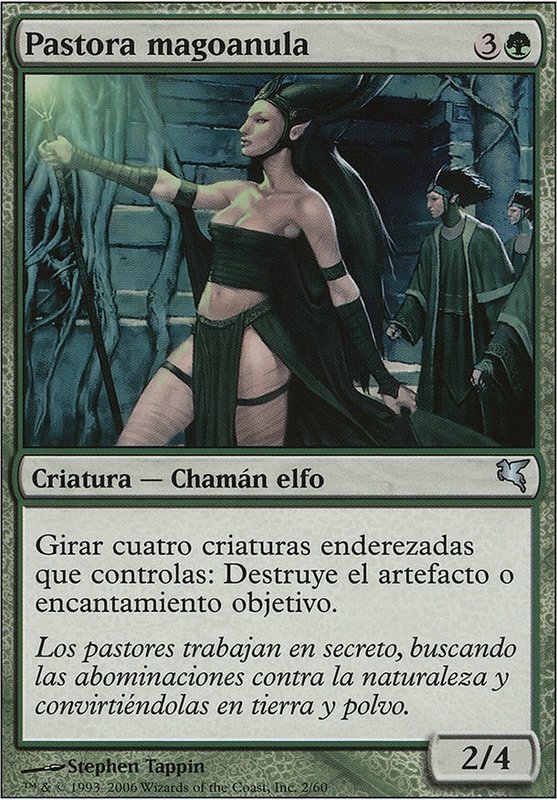 Pastora magoanula
3
Criatura — Chamán elfo
Girar cuatro criaturas enderezadas
que controlas: Destruye el artefacto o
encantamiento objetivo.
Los pastores trabajan en secreto, buscando
las abominaciones contra la naturaleza y
convirtiéndolas en tierra y polvo.
2/4
Stephen Tappin
™ & © 1993–2006 Wizards of the Coast, Inc. 2/60